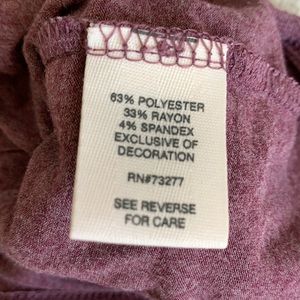 63% POLYESTER
33% RAYON
4% SPANDEX
EXCLUSIVE OF
DECORATION
RN#73277
SEE REVERSE
FOR CARE